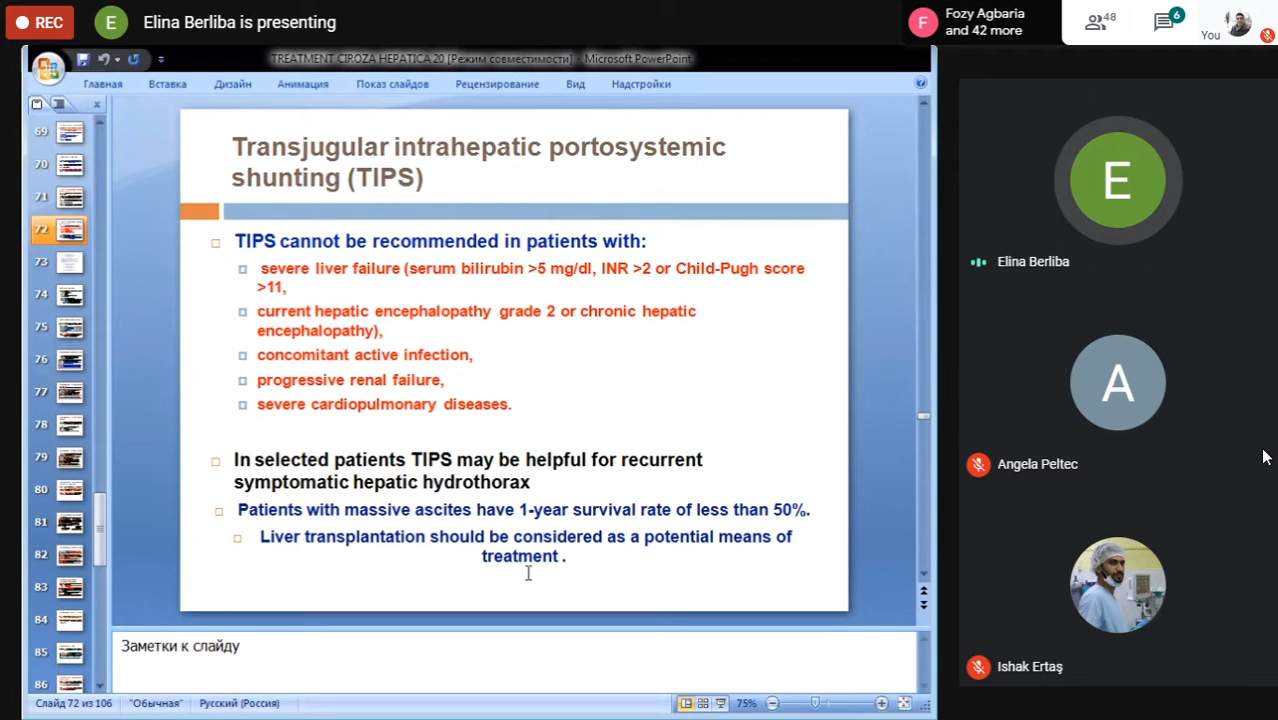 REC
E
Elina Berliba is presenting
F
Fozy Agbaria
and 42 more
48
6
You
TREATMENT CIROZA HEPATICA 20 [Режим совместимости] - Microsoft PowerPoint
Главная Вставка Дизайн Анимация Показ слайдов Рецензирование Вид Надстройки
69
70
71
72
73
74
75
76
77
78
79
80
81
82
83
84
85
86
Transjugular intrahepatic portosystemic
shunting (TIPS)
TIPS cannot be recommended in patients with:
severe liver failure (serum bilirubin >5 mg/dl, INR >2 or Child-Pugh score
>11,
current hepatic encephalopathy grade 2 or chronic hepatic
encephalopathy),
concomitant active infection,
progressive renal failure,
severe cardiopulmonary diseases.
In selected patients TIPS may be helpful for recurrent
symptomatic hepatic hydrothorax
Patients with massive ascites have 1-year survival rate of less than 50%.
Liver transplantation should be considered as a potential means of
treatment .
Заметки к слайду
Слайд 72 из 106 "Обычная" Русский (Россия) 75%
E
Elina Berliba
A
Angela Peltec
Ishak Ertaş